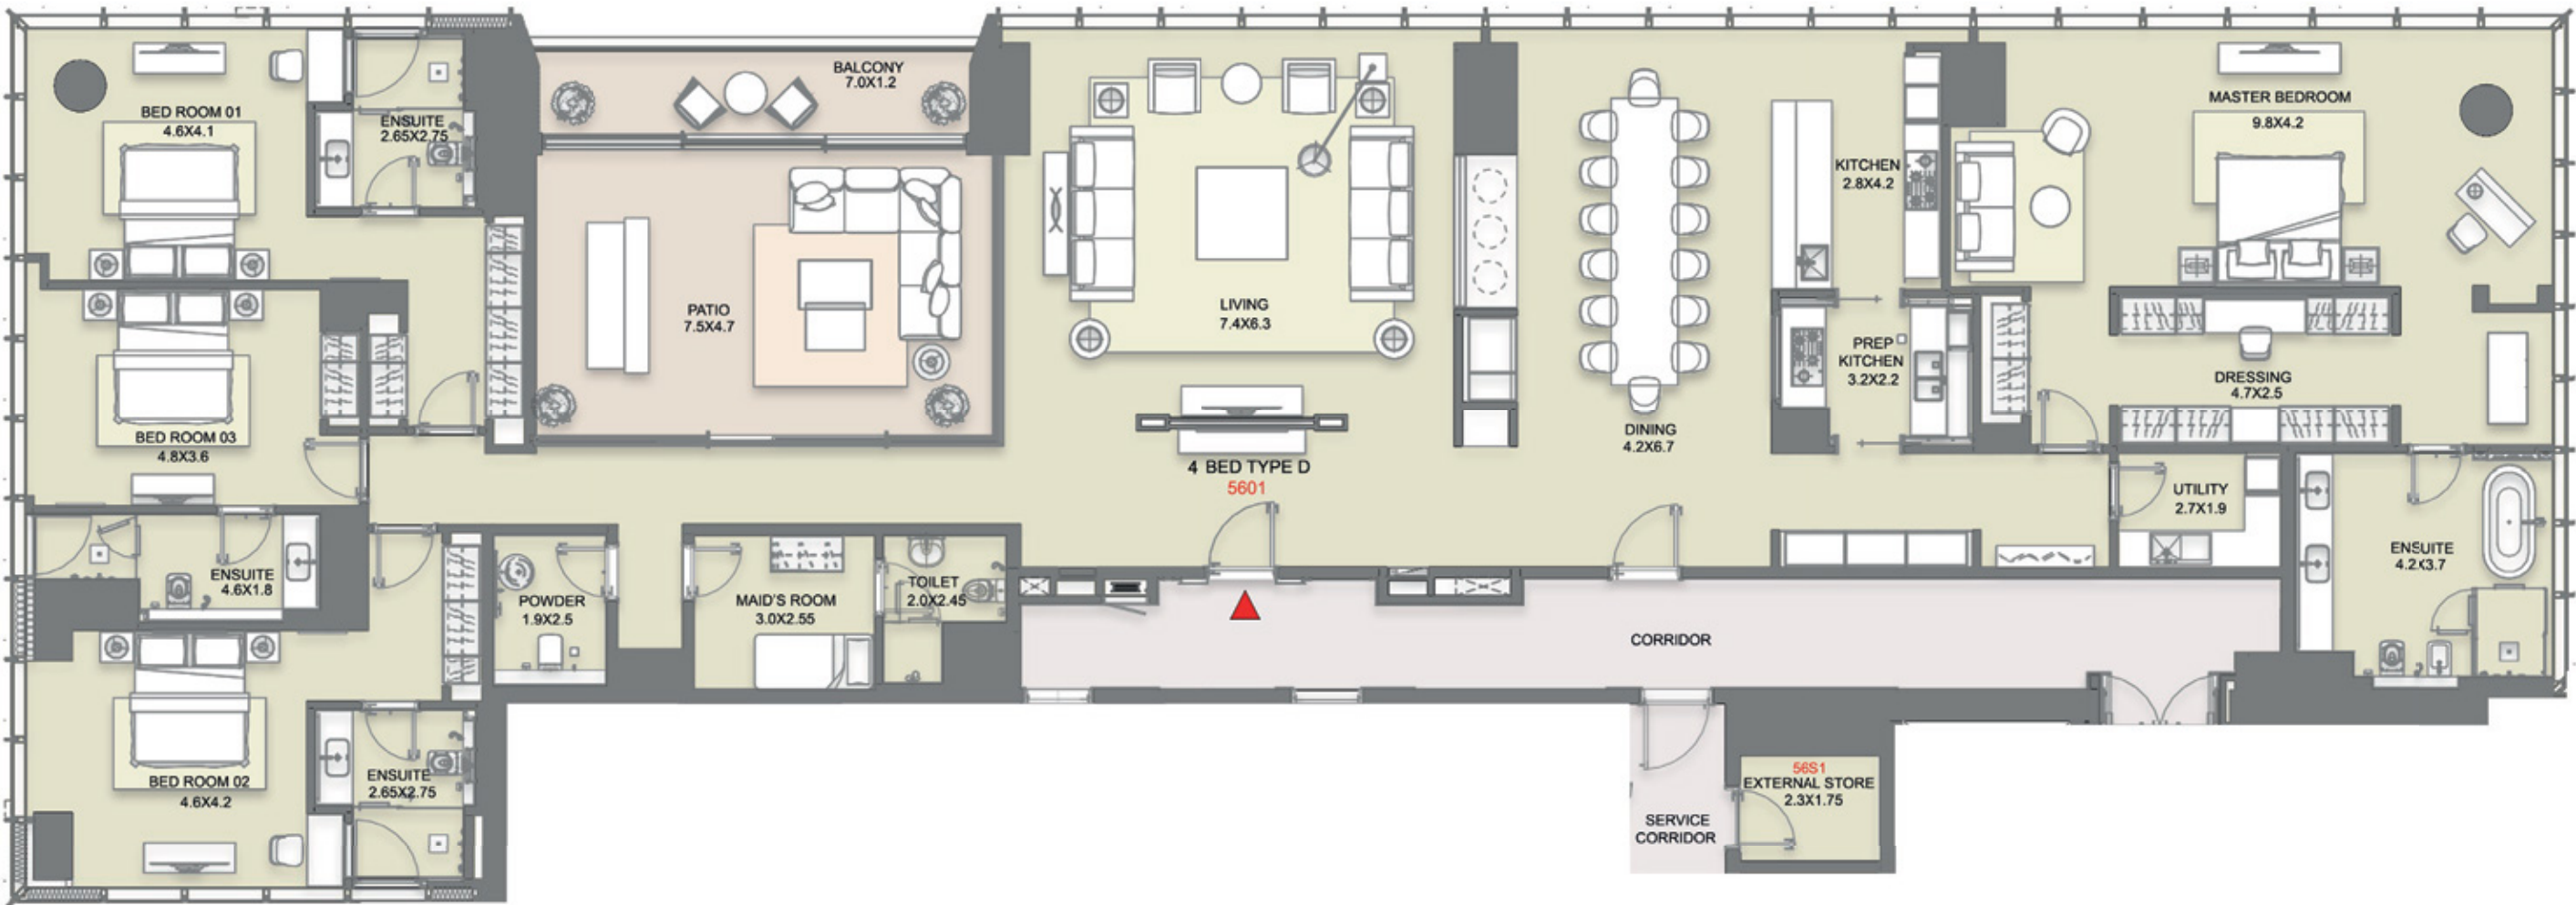 BED ROOM 01
4.6X4.1
ENSUITE
2.65X2.75
BALCONY
7.0X1.2
PATIO
7.5X4.7
LIVING
7.4X6.3
4 BED TYPE D
5601
DINING
4.2X6.7
KITCHEN
2.8X4.2
PREP
KITCHEN
3.2X2.2
MASTER BEDROOM
9.8X4.2
DRESSING
4.7X2.5
BED ROOM 03
4.8X3.6
ENSUITE
4.6X1.8
POWDER
1.9X2.5
MAID'S ROOM
3.0X2.55
TOILET
2.0X2.45
UTILITY
2.7X1.9
ENSUITE
4.2X3.7
CORRIDOR
BED ROOM 02
4.6X4.2
ENSUITE
2.65X2.75
SERVICE
CORRIDOR
56S1
EXTERNAL STORE
2.3X1.75